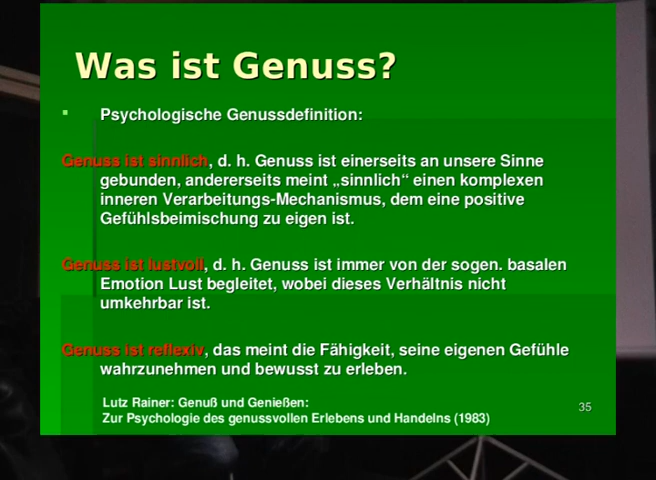 Was ist Genuss?
Psychologische Genussdefinition:
Genuss ist sinnlich, d. h. Genuss ist einerseits an unsere Sinne
gebunden, andererseits meint „sinnlich“ einen komplexen
inneren Verarbeitungs-Mechanismus, dem eine positive
Gefühlsbeimischung zu eigen ist.
Genuss ist lustvoll, d. h. Genuss ist immer von der sogen. basalen
Emotion Lust begleitet, wobei dieses Verhältnis nicht
umkehrbar ist.
Genuss ist reflexiv, das meint die Fähigkeit, seine eigenen Gefühle
wahrzunehmen und bewusst zu erleben.
Lutz Rainer: Genuß und Genießen:
Zur Psychologie des genussvollen Erlebens und Handelns (1983)
35